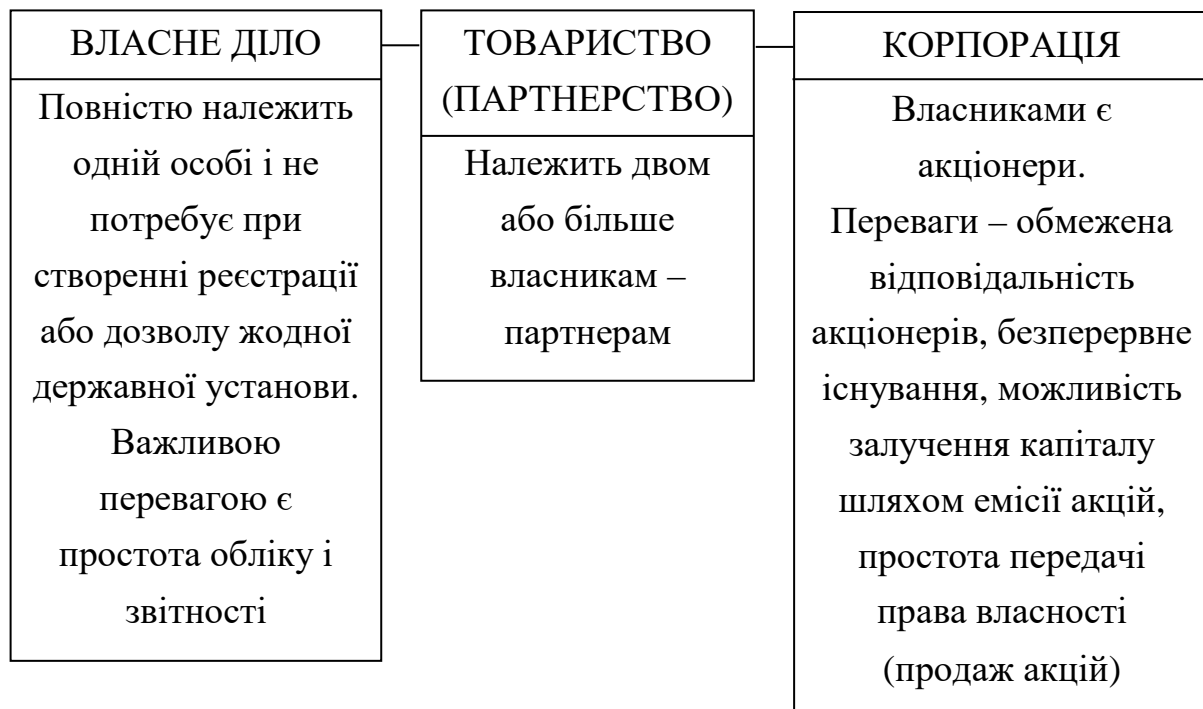 ВЛАСНЕ ДІЛО
Повністю належить
одній особі і не
потребує при
створенні реєстрації
або дозволу жодної
державної установи.
Важливою
перевагою є
простота обліку і
звітності
ТОВАРИСТВО
(ПАРТНЕРСТВО)
Належить двом
або більше
власникам –
партнерам
КОРПОРАЦІЯ
Власниками є
акціонери.
Переваги – обмежена
відповідальність
акціонерів, безперервне
існування, можливість
залучення капіталу
шляхом емісії акцій,
простота передачі
права власності
(продаж акцій)